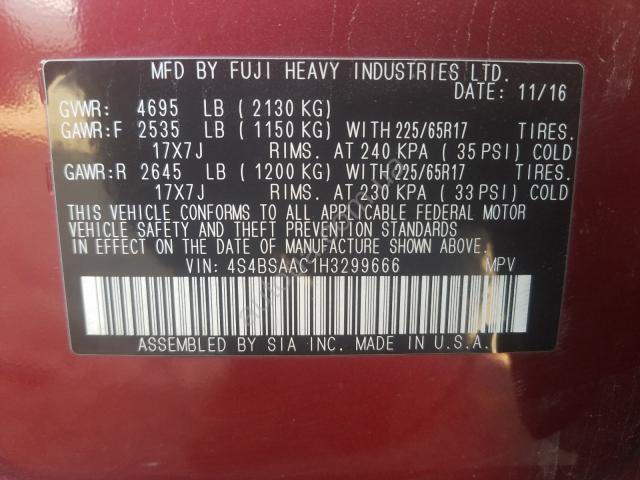 MFD BY FUJI HEAVY INDUSTRIES LTD.
DATE: 11/16
GVWR: 4695 LB (2130 KG)
GAWR:F 2535 LB (1150 KG) WITH 225/65R17 TIRES.
17X7J RIMS. AT 240 KPA (35 PSI) COLD
GAWR:R 2645 LB (1200 KG) WITH 225/65R17 TIRES.
17X7J RIMS. AT 230 KPA (33 PSI) COLD
THIS VEHICLE CONFORMS TO ALL APPLICABLE FEDERAL MOTOR
VEHICLE SAFETY AND THEFT PREVENTION STANDARDS
IN EFFECT ON THE DATE OF MANUFACTURE SHOWN ABOVE.
VIN: 4S4BSAAC1H3299666 MPV
ASSEMBLED BY SIA INC. MADE IN U.S.A.